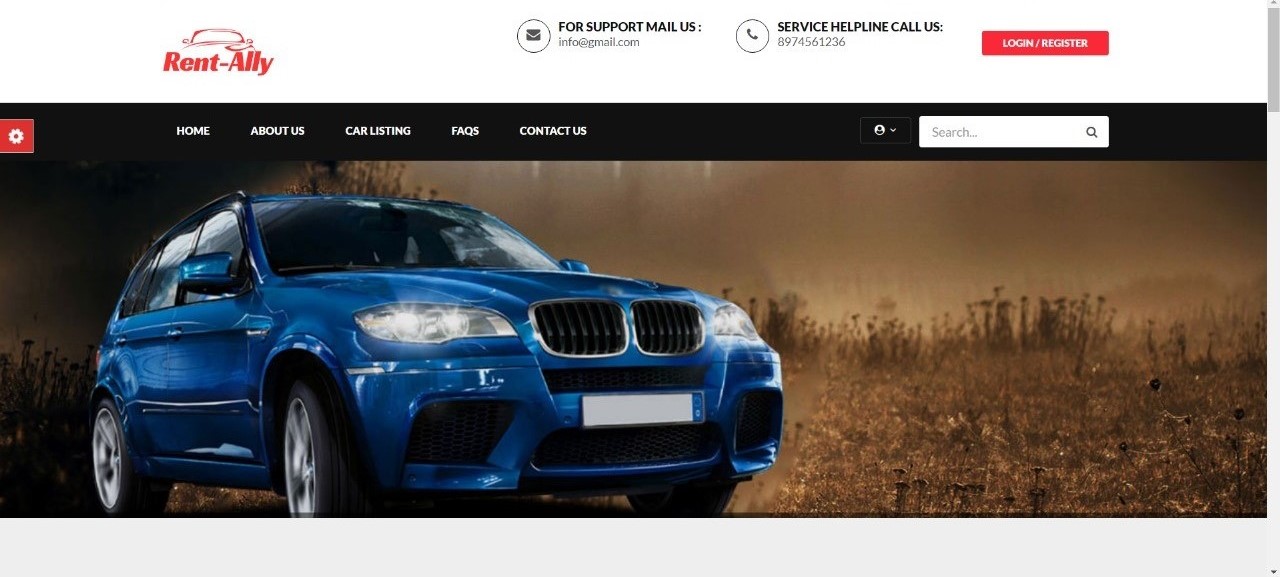 Rent-Ally
FOR SUPPORT MAIL US :
info@gmail.com
SERVICE HELPLINE CALL US:
8974561236
LOGIN / REGISTER
HOME
ABOUT US
CAR LISTING
FAQS
CONTACT US
Search...